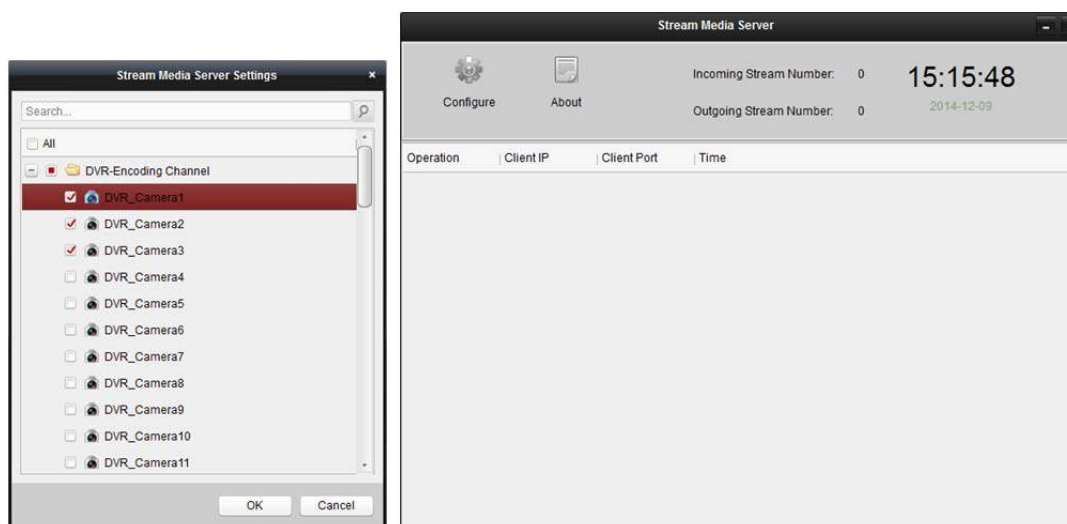 Stream Media Server Settings
Search...
All
DVR-Encoding Channel
DVR_Camera1
DVR_Camera2
DVR_Camera3
DVR_Camera4
DVR_Camera5
DVR_Camera6
DVR_Camera7
DVR_Camera8
DVR_Camera9
DVR_Camera10
DVR_Camera11
OK Cancel
Stream Media Server
Configure About
Incoming Stream Number: 0
Outgoing Stream Number: 0
15:15:48
2014-12-09
Operation Client IP Client Port Time